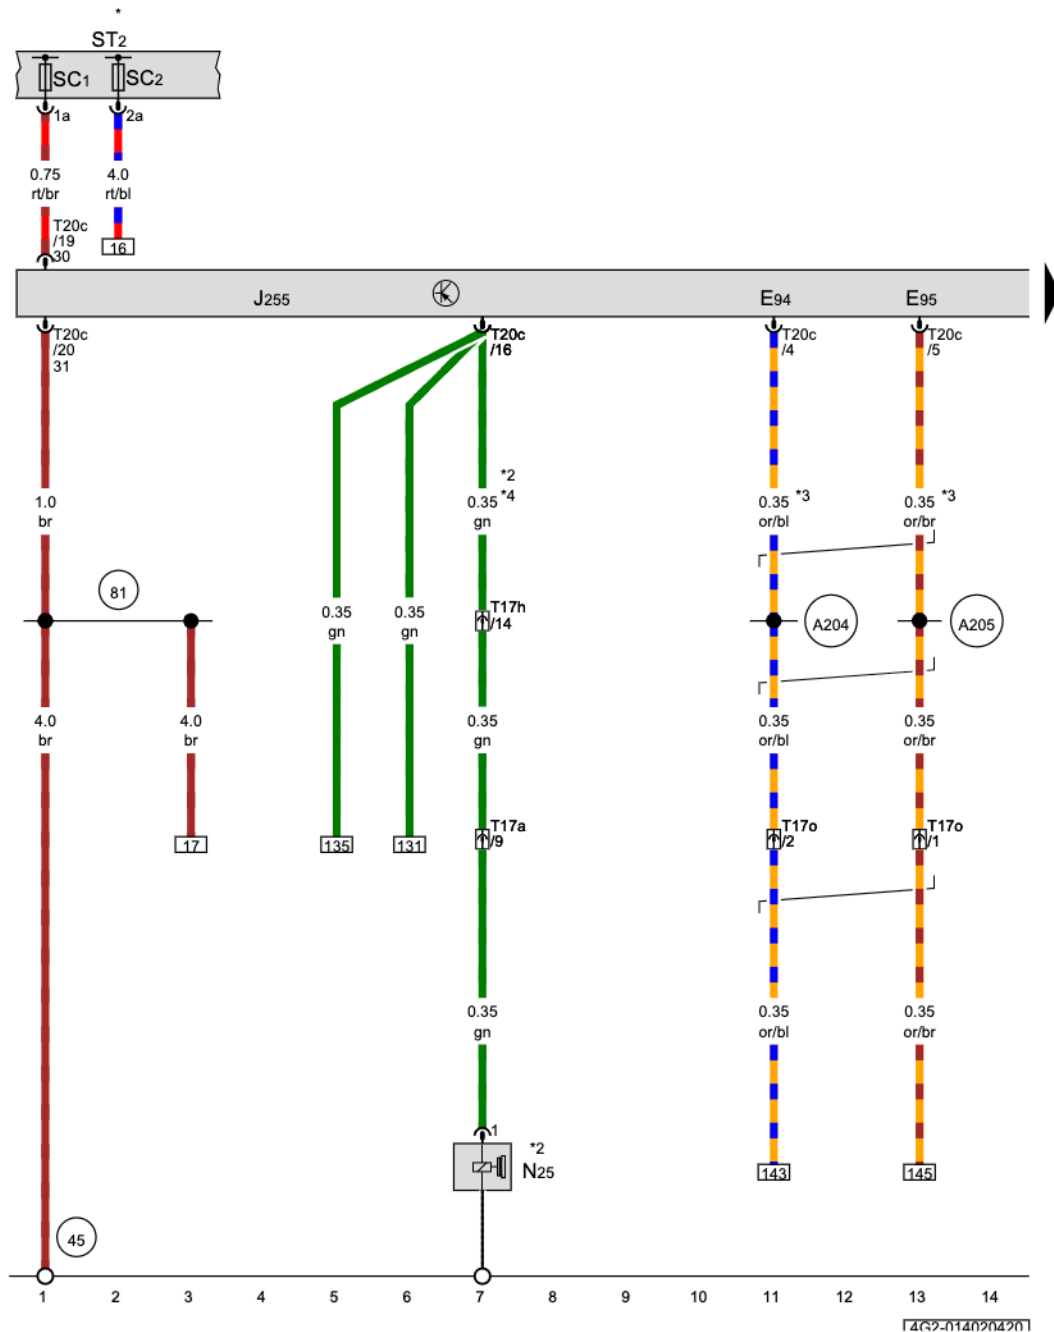 *
ST2
SC1 SC2
1a 2a
0.75 4.0
rt/br rt/bl
T20c
/19
30 16
J255 E94 E95
T20c T20c T20c T20c
/20 /16 /4 /5
31
*2
1.0 0.35 *4 0.35 *3 0.35 *3
br gn or/bl or/br
81
T17h
0.35 0.35 /14 A204 A205
gn gn
4.0 4.0 0.35 0.35 0.35
br br gn or/bl or/br
T17a T17o T17o
17 135 131 /9 /2 /1
0.35 0.35 0.35
gn or/bl or/br
1
*2
N25 143 145
45
1 2 3 4 5 6 7 8 9 10 11 12 13 14
4G2-014020420